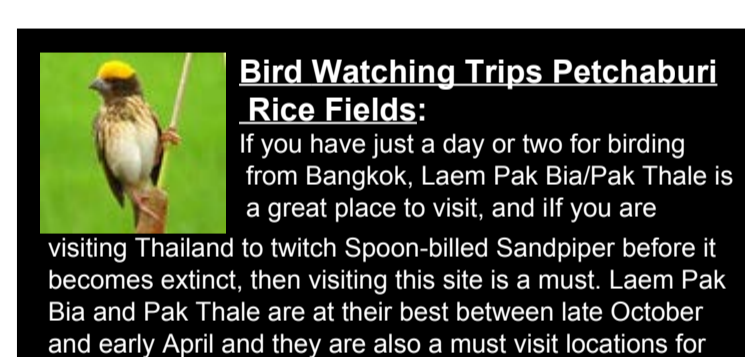 Bird Watching Trips Petchaburi
Rice Fields:
If you have just a day or two for birding
from Bangkok, Laem Pak Bia/Pak Thale is
a great place to visit, and iIf you are
visiting Thailand to twitch Spoon-billed Sandpiper before it
becomes extinct, then visiting this site is a must. Laem Pak
Bia and Pak Thale are at their best between late October
and early April and they are also a must visit locations for